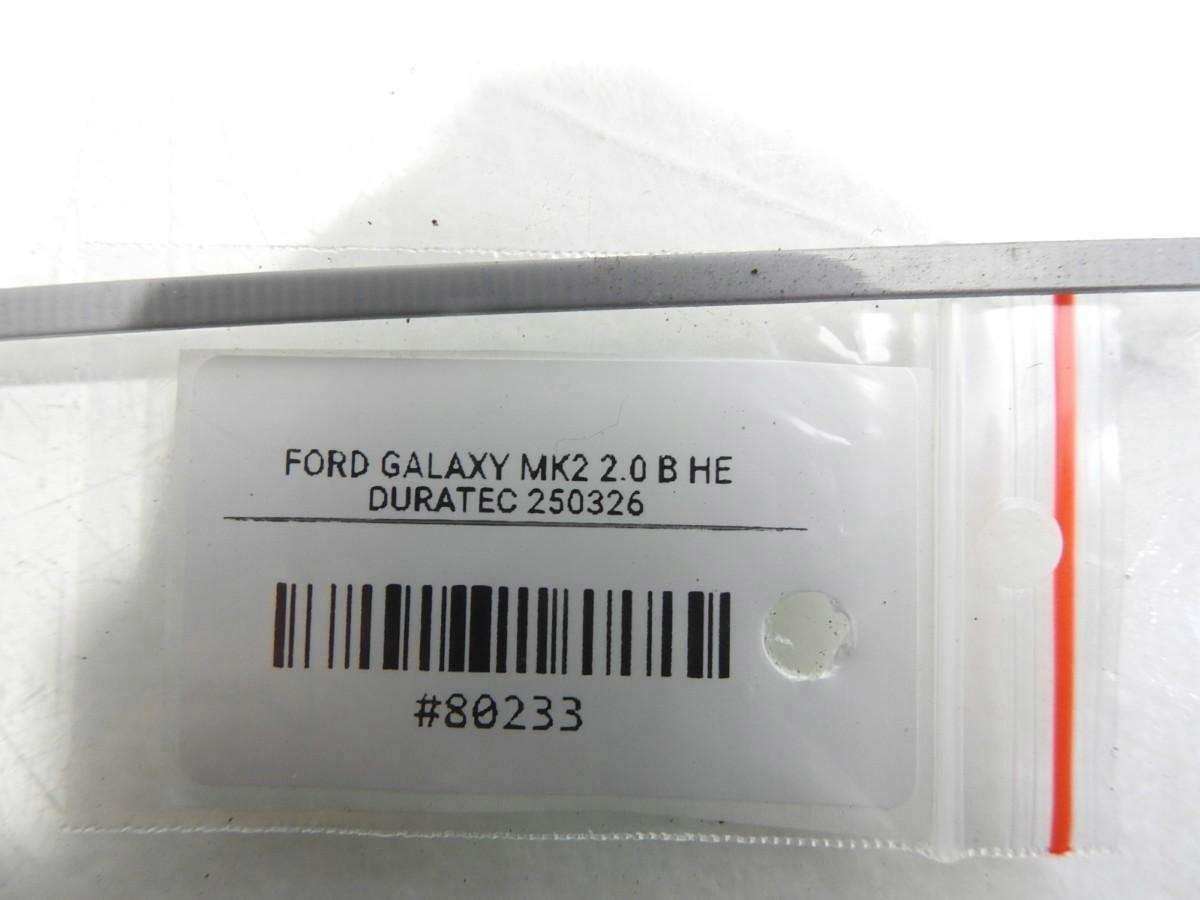 FORD GALAXY MK2 2.0 B HE
DURATEC 250326
#80233